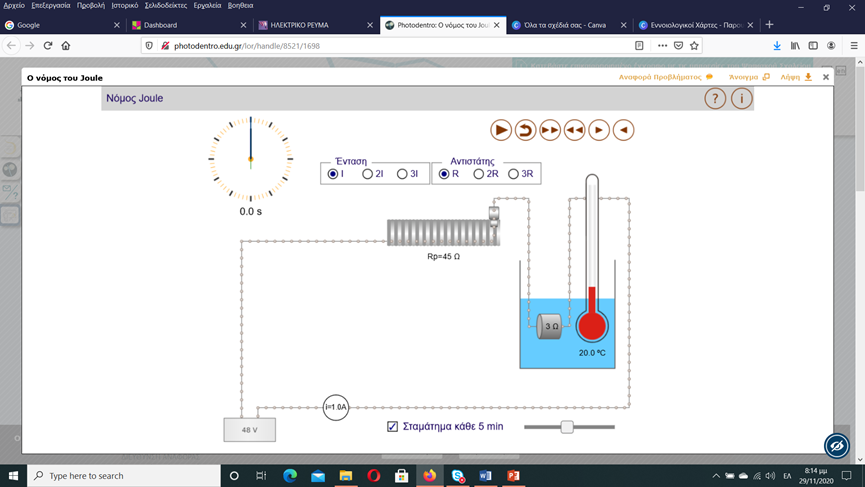 Αρχείο Επεξεργασία Προβολή Ιστορικό Σελιδοδείκτες Εργαλεία Βοήθεια
Google Dashboard ΗΛΕΚΤΡΙΚΟ ΡΕΥΜΑ Photodentro: Ο νόμος του Joul Όλα τα σχέδιά σας - Canva Εννοιολογικοί Χάρτες - Παρου
photodentro.edu.gr/lor/handle/8521/1698
Ο νόμος του Joule Αναφορά Προβλήματος Άνοιγμα Λήψη
Νόμος Joule ? i
Ένταση Αντιστάτης
I 2I 3I R 2R 3R
0.0 s
Rp=45 Ω
3 Ω
20.0 ºC
i=1.0A
48 V
Σταμάτημα κάθε 5 min
Type here to search ΕΛ 8:14 μμ
29/11/2020